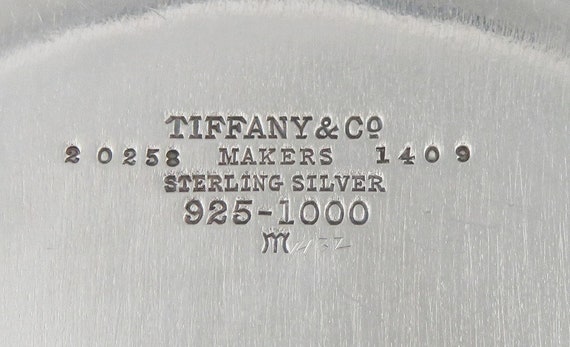 TIFFANY & Cº
20258 MAKERS 1409
STERLING SILVER
925-1000
m